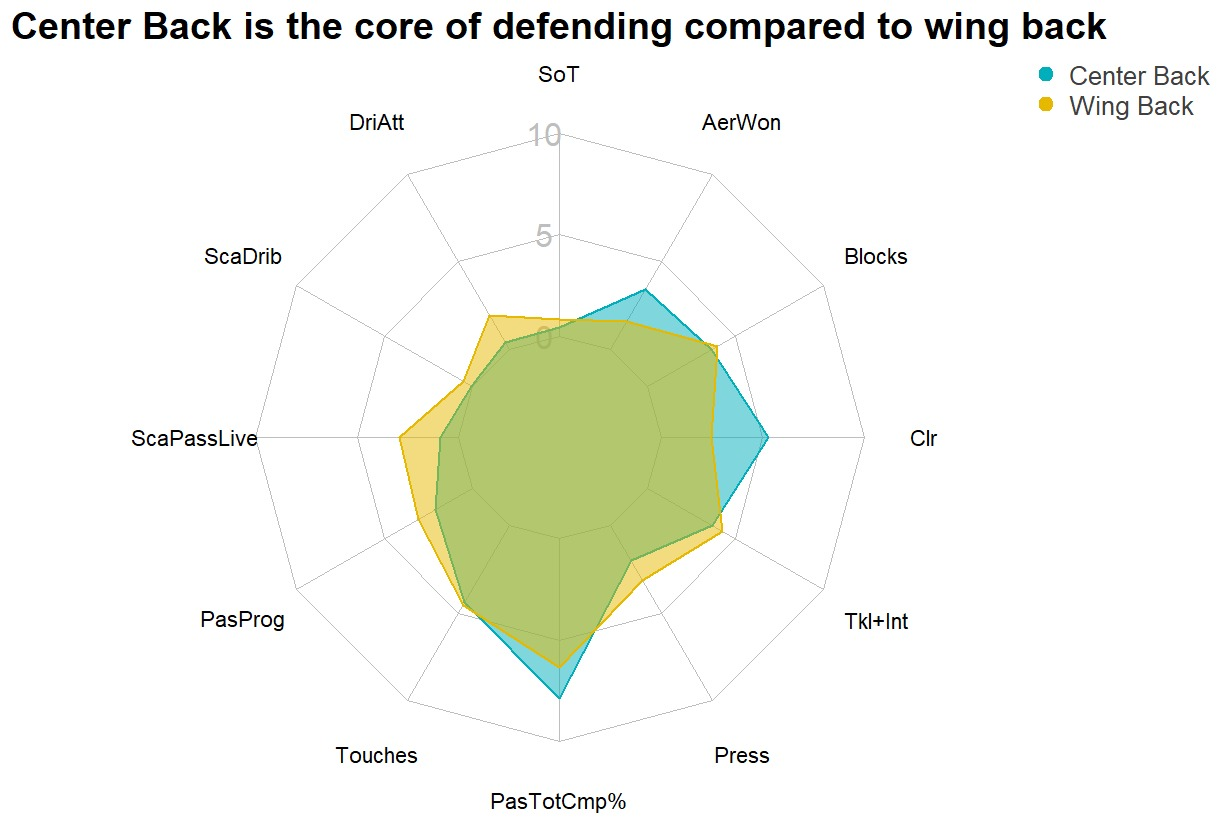 Center Back is the core of defending compared to wing back
SoT
Center Back
Wing Back
DriAtt
AerWon
10
ScaDrib
Blocks
5
0
ScaPassLive
Clr
PasProg
Tkl+Int
Touches
Press
PasTotCmp%